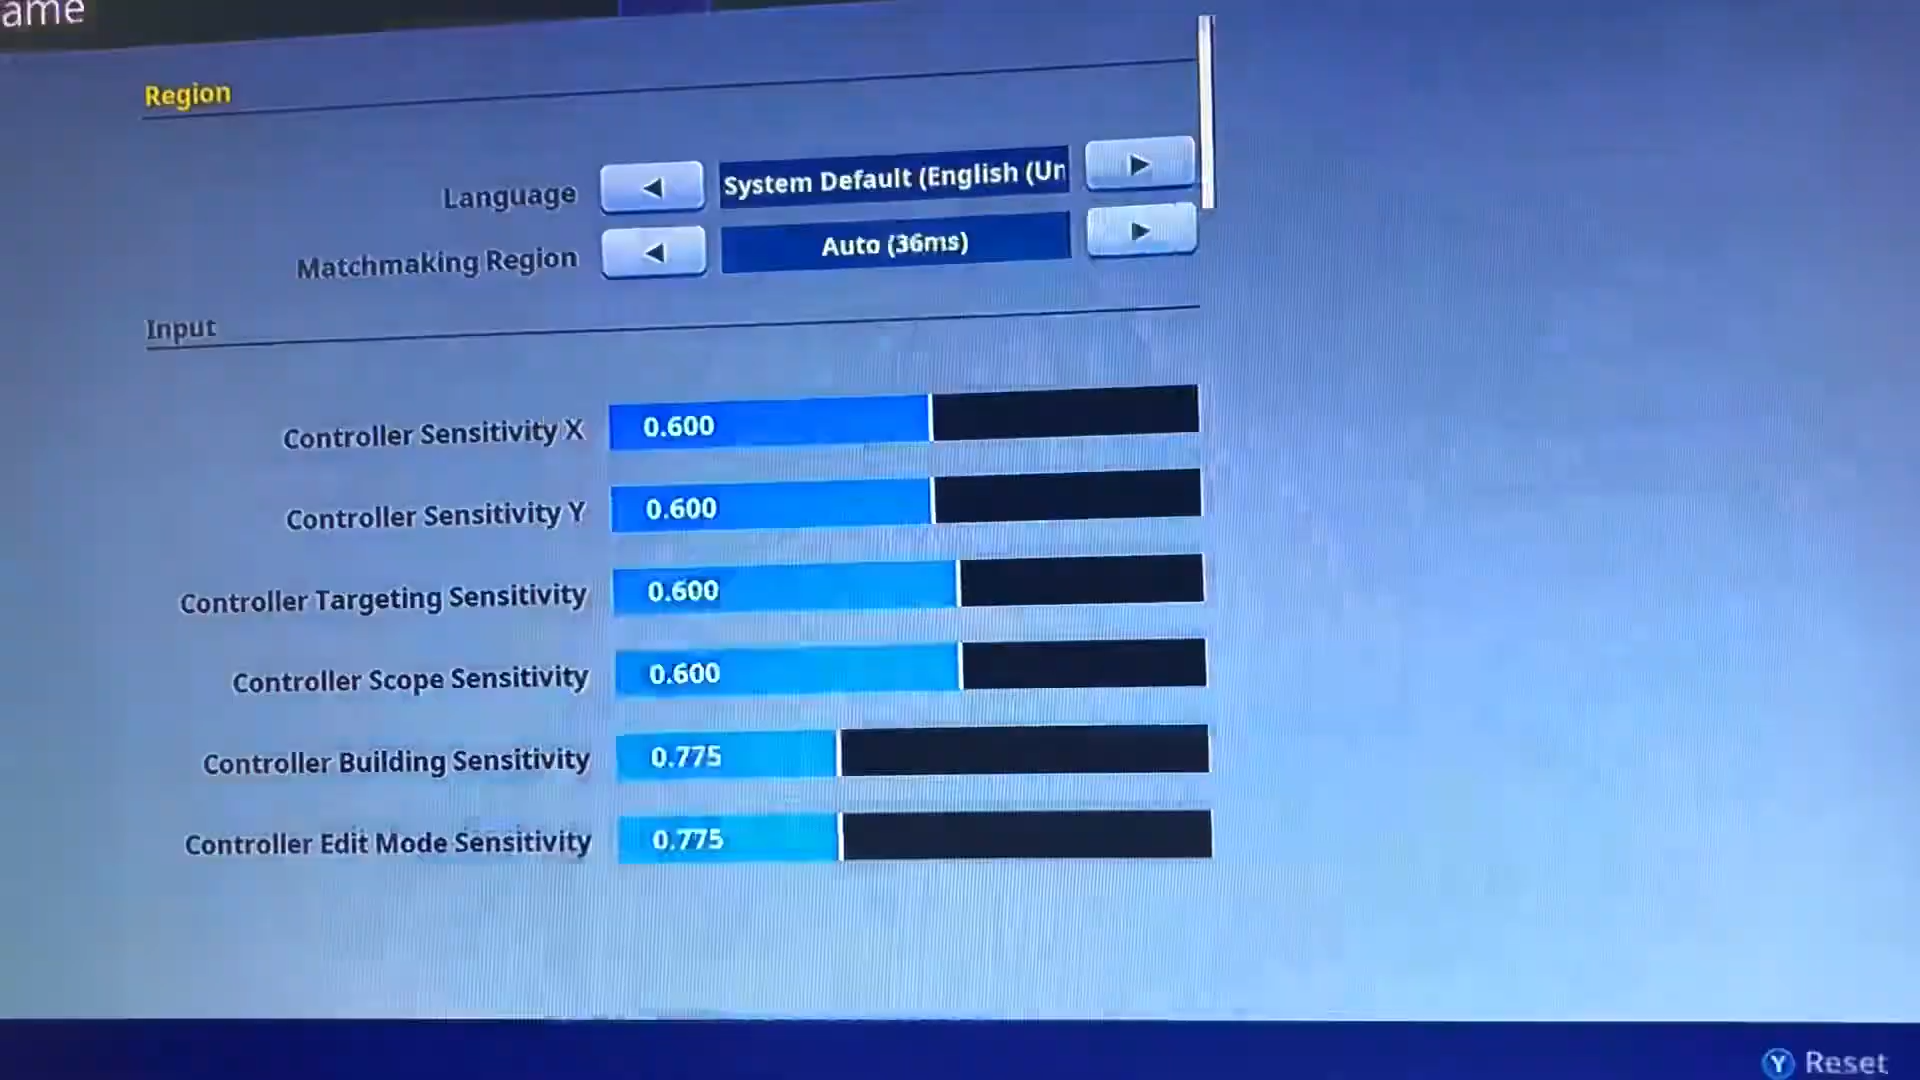 ame
Region
Language
System Default (English (Un
Matchmaking Region
Auto (36ms)
Input
Controller Sensitivity X
0.600
Controller Sensitivity Y
0.600
Controller Targeting Sensitivity
0.600
Controller Scope Sensitivity
0.600
Controller Building Sensitivity
0.775
Controller Edit Mode Sensitivity
0.775
Y Reset